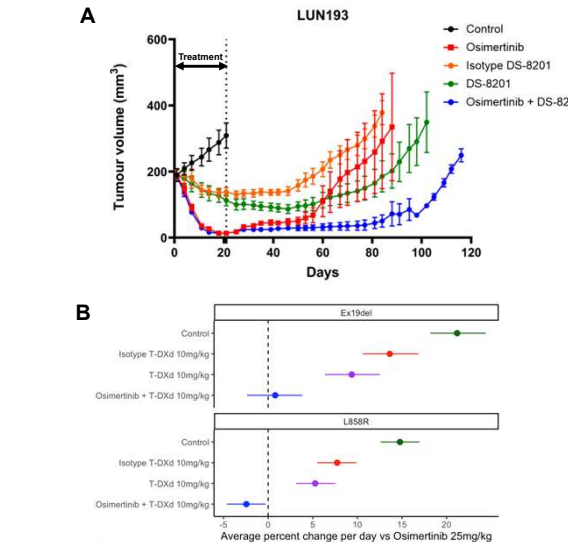 A
LUN193
Control
Osimertinib
Isotype DS-8201
DS-8201
Osimertinib + DS-82
Treatment
600
400
200
0
Tumour volume (mm³)
0 20 40 60 80 100 120
Days
B
Ex19del
Control
Isotype T-DXd 10mg/kg
T-DXd 10mg/kg
Osimertinib + T-DXd 10mg/kg
L858R
Control
Isotype T-DXd 10mg/kg
T-DXd 10mg/kg
Osimertinib + T-DXd 10mg/kg
-5 0 5 10 15 20
Average percent change per day vs Osimertinib 25mg/kg